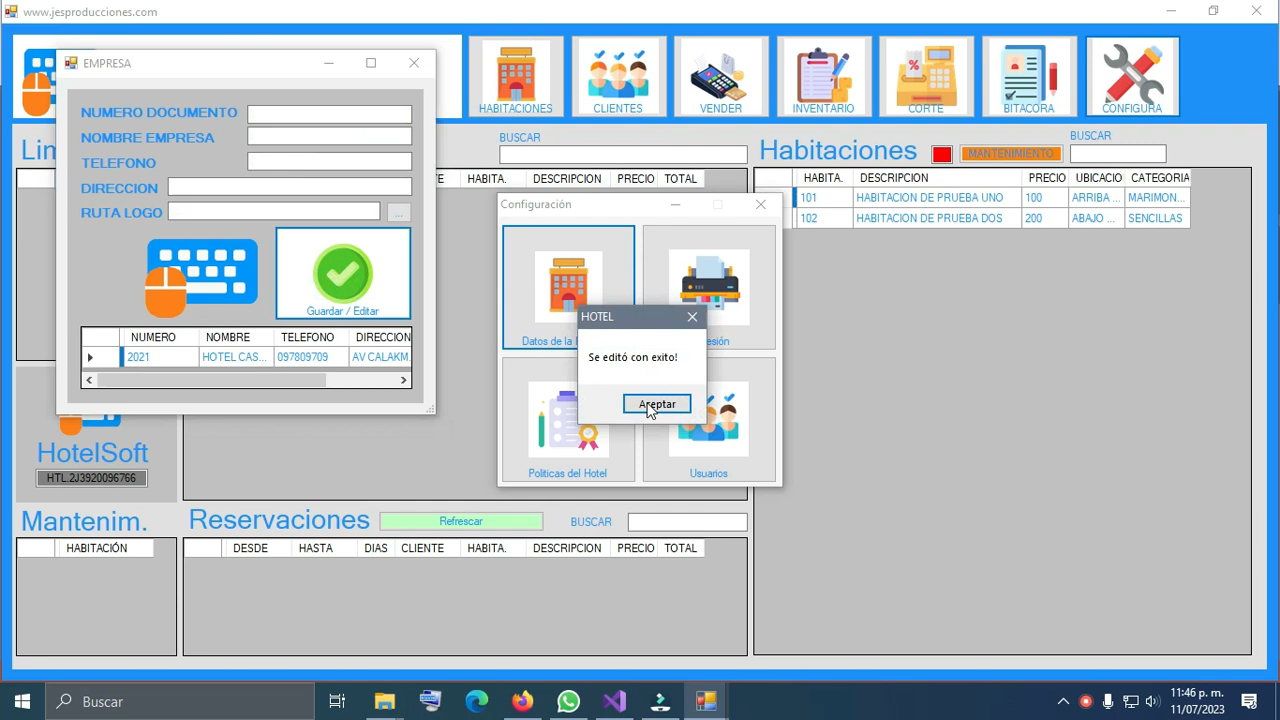 www.jesproducciones.com
EMPRESA
NUMERO DOCUMENTO
NOMBRE EMPRESA
TELEFONO
DIRECCION
RUTA LOGO
...
Guardar / Editar
NUMERO NOMBRE TELEFONO DIRECCION
2021 HOTEL CAS... 097809709 AV CALAKM...
HABITACIONES
CLIENTES
VENDER
INVENTARIO
CORTE
BITACORA
CONFIGURA
BUSCAR
HABITA. DESCRIPCION PRECIO TOTAL
Habitaciones
MANTENIMIENTO
BUSCAR
HABITA. DESCRIPCION PRECIO UBICACIO CATEGORIA
101 HABITACION DE PRUEBA UNO 100 ARRIBA ... MARIMON...
102 HABITACION DE PRUEBA DOS 200 ABAJO ... SENCILLAS
Configuración
Datos de la
Politicas del Hotel
Usuarios
HOTEL
Se editó con exito!
Aceptar
HotelSoft
HTL.2J3920096766
Mantenim.
HABITACIÓN
Reservaciones
Refrescar
BUSCAR
DESDE HASTA DIAS CLIENTE HABITA. DESCRIPCION PRECIO TOTAL
Buscar
11:46 p. m.
11/07/2023